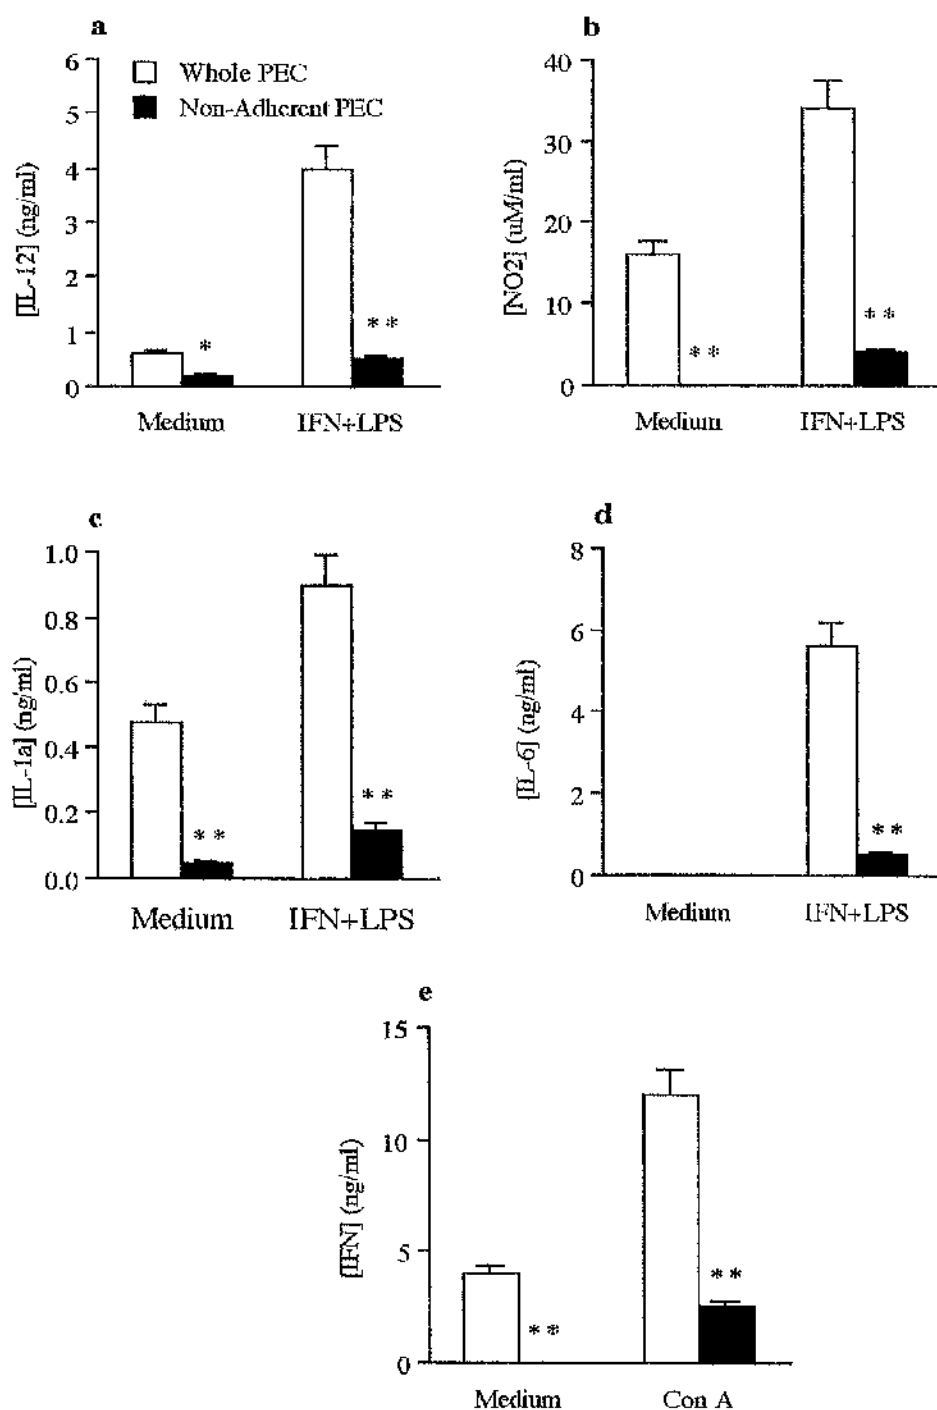 a
[IL-12] (ng/ml)
6
5
4
3
2
1
0
Whole PEC
Non-Adherent PEC
*
**
Medium IFN+LPS
b
[NO2] (uM/ml)
40
30
20
10
0
**
**
Medium IFN+LPS
c
[IL-1a] (ng/ml)
1.0
0.8
0.6
0.4
0.2
0.0
**
**
Medium IFN+LPS
d
[IL-6] (ng/ml)
8
6
4
2
0
**
Medium IFN+LPS
e
[IFN] (ng/ml)
15
10
5
0
**
**
Medium Con A